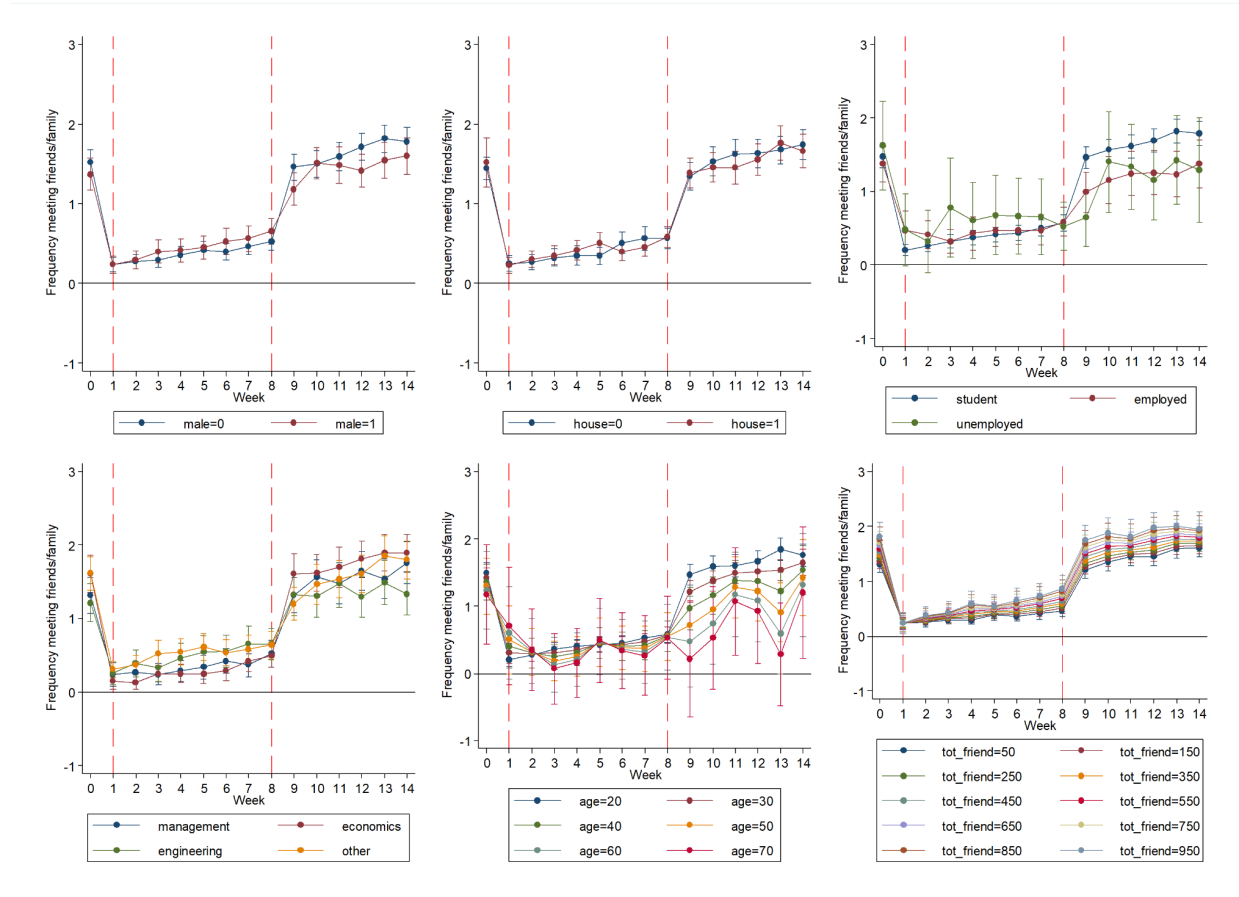 Frequency meeting friends/family
3
2
1
0
-1
0 1 2 3 4 5 6 7 8 9 10 11 12 13 14
Week
male=0 male=1
Frequency meeting friends/family
3
2
1
0
-1
0 1 2 3 4 5 6 7 8 9 10 11 12 13 14
Week
house=0 house=1
Frequency meeting friends/family
3
2
1
0
-1
0 1 2 3 4 5 6 7 8 9 10 11 12 13 14
Week
student employed
unemployed
Frequency meeting friends/family
3
2
1
0
-1
0 1 2 3 4 5 6 7 8 9 10 11 12 13 14
Week
management economics
engineering other
Frequency meeting friends/family
3
2
1
0
-1
0 1 2 3 4 5 6 7 8 9 10 11 12 13 14
Week
age=20 age=30
age=40 age=50
age=60 age=70
Frequency meeting friends/family
3
2
1
0
-1
0 1 2 3 4 5 6 7 8 9 10 11 12 13 14
Week
tot_friend=50 tot_friend=150
tot_friend=250 tot_friend=350
tot_friend=450 tot_friend=550
tot_friend=650 tot_friend=750
tot_friend=850 tot_friend=950